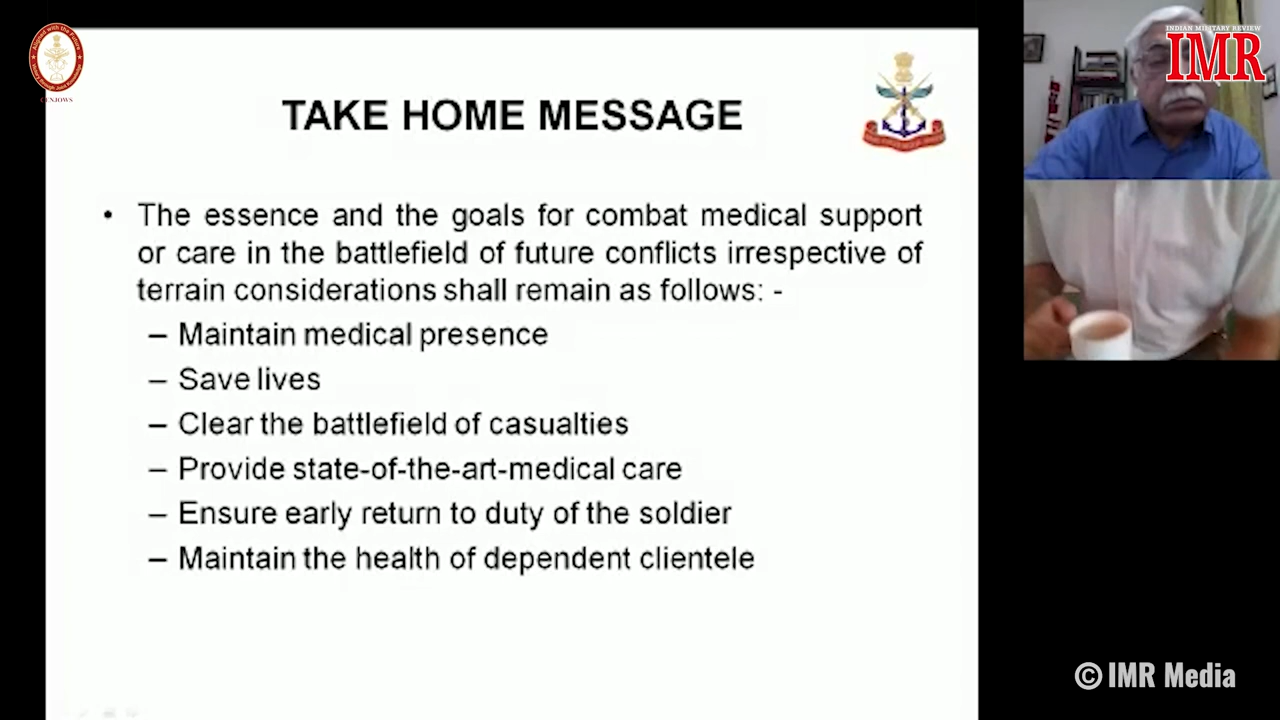 CENJOWS
INDIAN MILITARY REVIEW
IMR
TAKE HOME MESSAGE
• The essence and the goals for combat medical support
or care in the battlefield of future conflicts irrespective of
terrain considerations shall remain as follows: -
– Maintain medical presence
– Save lives
– Clear the battlefield of casualties
– Provide state-of-the-art-medical care
– Ensure early return to duty of the soldier
– Maintain the health of dependent clientele
© IMR Media